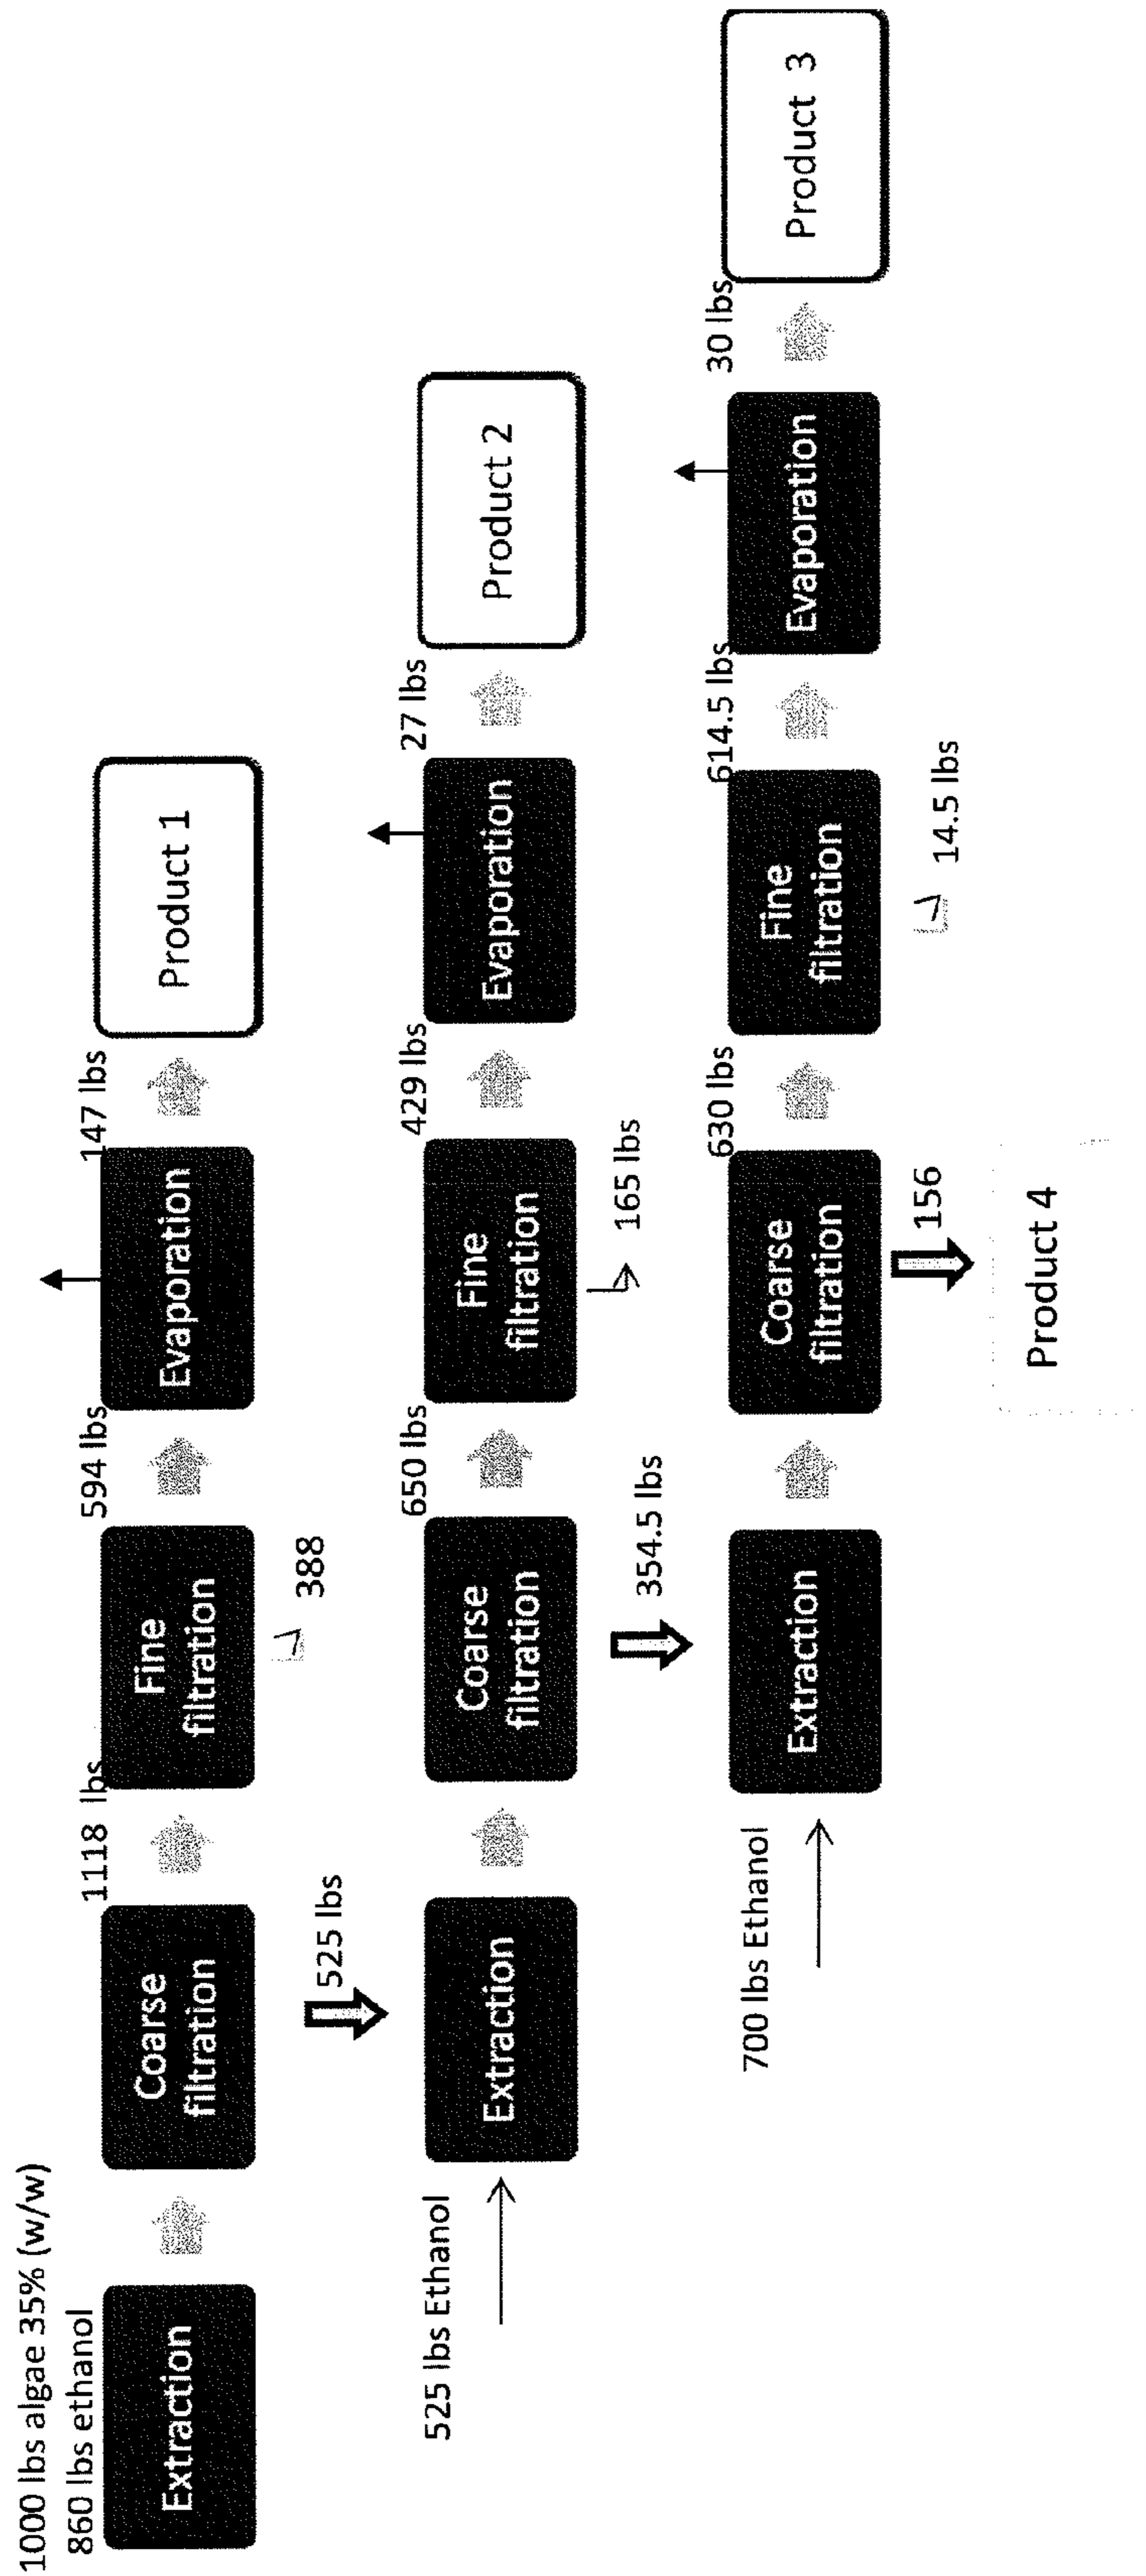 1000 lbs algae 35% (w/w)
860 lbs ethanol
Extraction
Coarse
filtration
1118 lbs
Fine
filtration
594 lbs
Evaporation
147 lbs
Product 1
525 lbs
388
525 lbs Ethanol
Extraction
Coarse
filtration
650 lbs
Fine
filtration
429 lbs
Evaporation
27 lbs
Product 2
354.5 lbs
165 lbs
700 lbs Ethanol
Extraction
Coarse
filtration
630 lbs
Fine
filtration
614.5 lbs
Evaporation
30 lbs
Product 3
156
14.5 lbs
Product 4